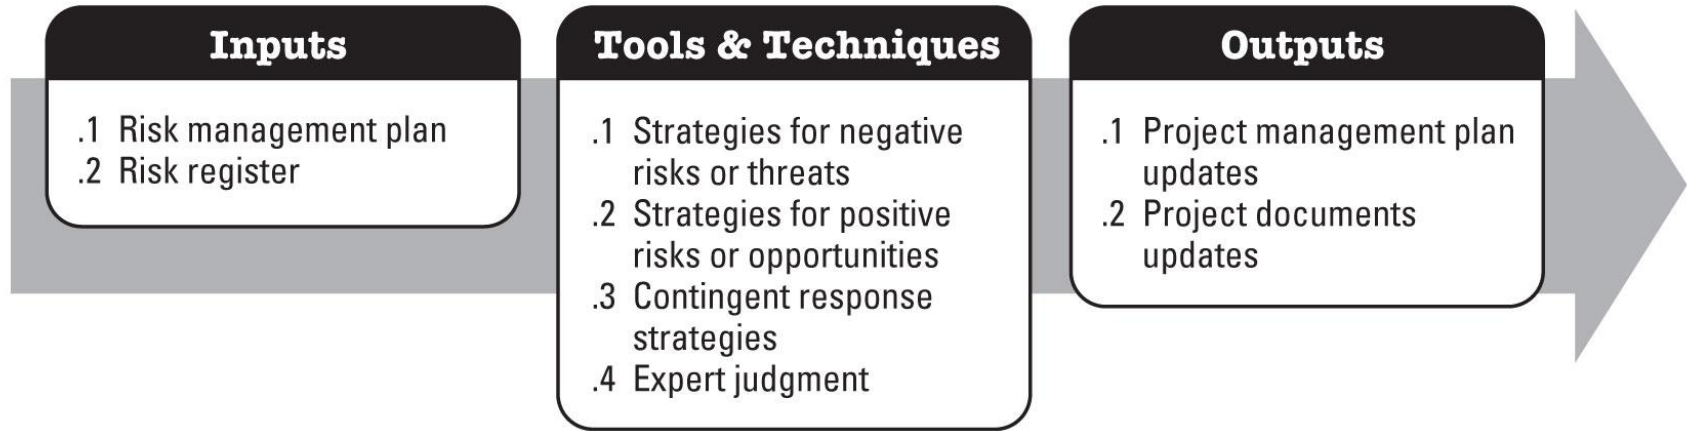 Inputs
.1 Risk management plan
.2 Risk register
Tools & Techniques
.1 Strategies for negative
risks or threats
.2 Strategies for positive
risks or opportunities
.3 Contingent response
strategies
.4 Expert judgment
Outputs
.1 Project management plan
updates
.2 Project documents
updates